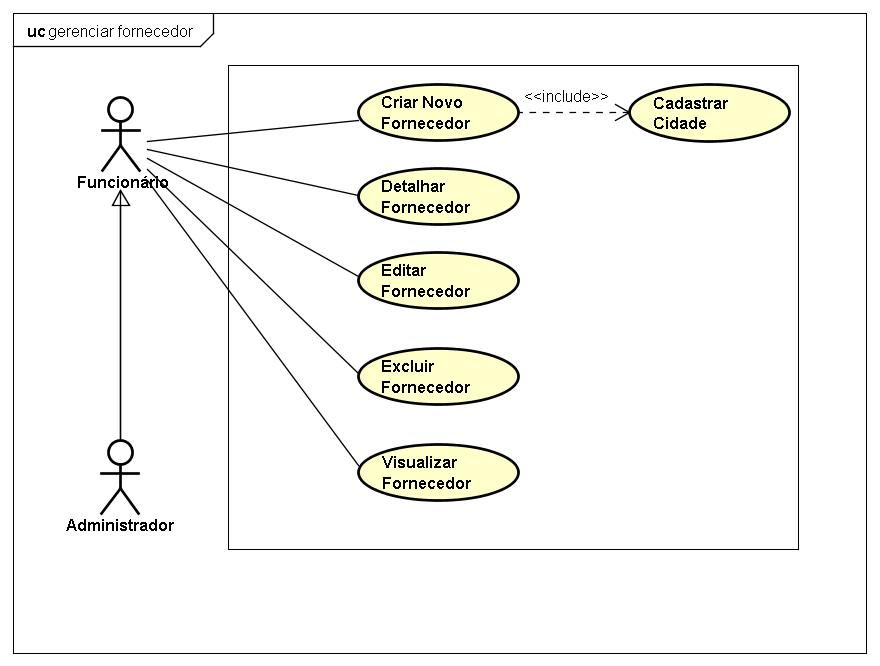 uc gerenciar fornecedor
Criar Novo
Fornecedor
<<include>>
Cadastrar
Cidade
Funcionário
Detalhar
Fornecedor
Editar
Fornecedor
Excluir
Fornecedor
Visualizar
Fornecedor
Administrador